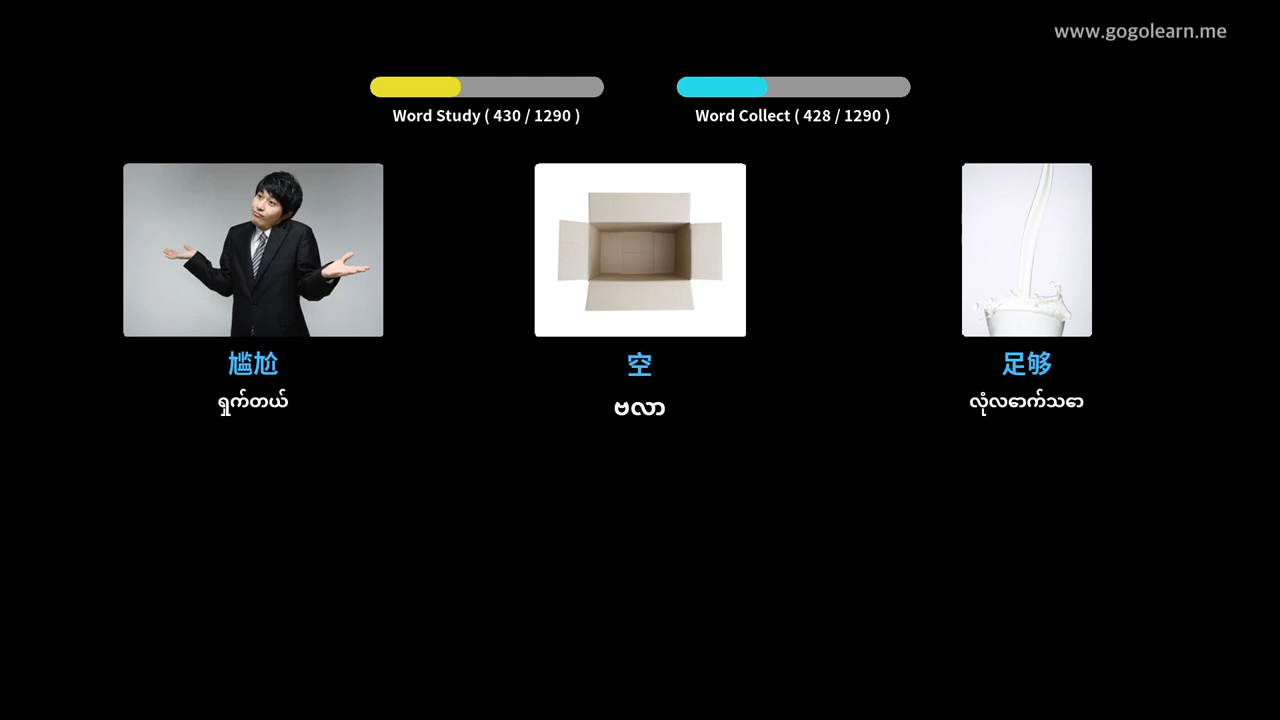 www.gogolearn.me
Word Study ( 430 / 1290 )
Word Collect ( 428 / 1290 )
尴尬
空
足够
ရှက်တယ်
ဗလာ
လုံလောက်သော